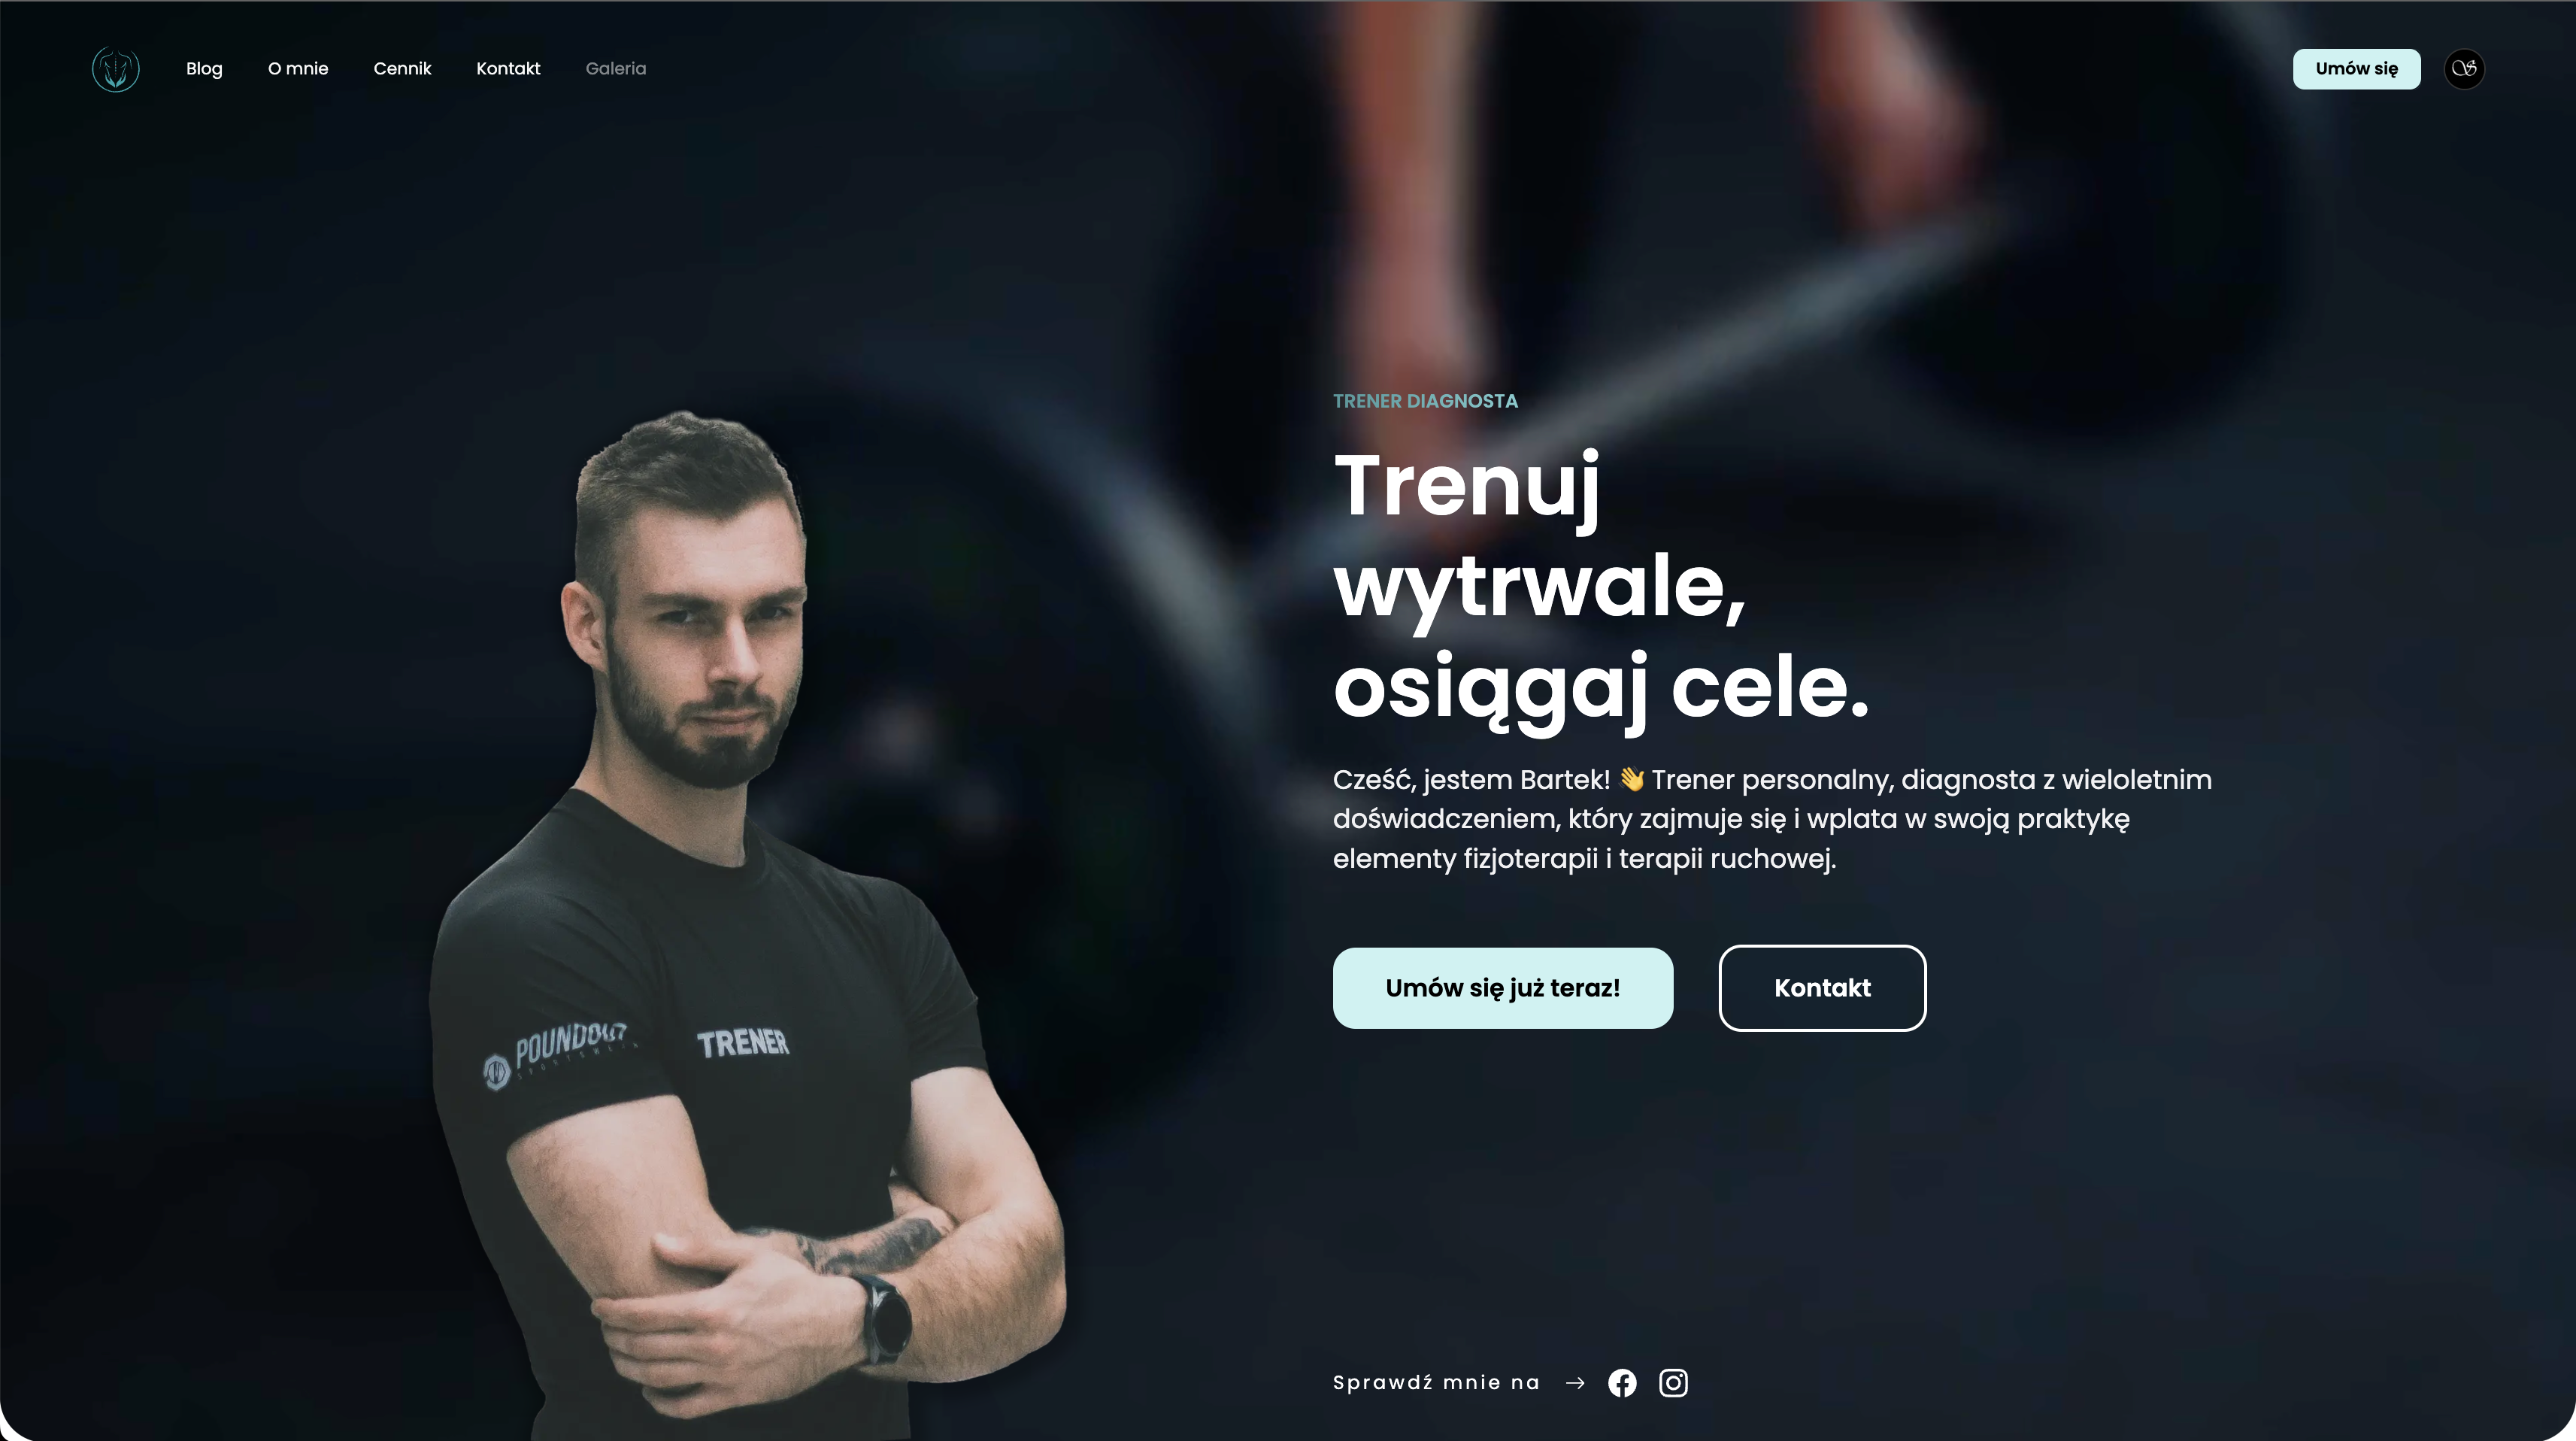 Blog
O mnie
Cennik
Kontakt
Galeria
Umów się
TRENER DIAGNOSTA
Trenuj
wytrwale,
osiągaj cele.
Cześć, jestem Bartek! 👋 Trener personalny, diagnosta z wieloletnim
doświadczeniem, który zajmuje się i wplata w swoją praktykę
elementy fizjoterapii i terapii ruchowej.
Umów się już teraz!
Kontakt
POUNDOUT
TRENER
Sprawdź mnie na →